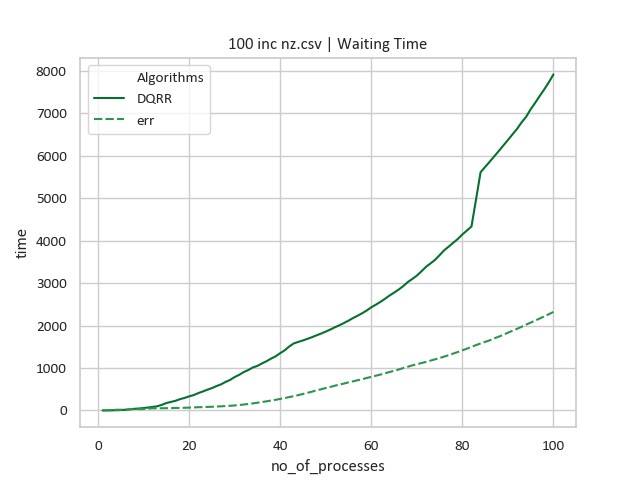 100 inc nz.csv | Waiting Time
Algorithms
DQRR
err
8000
7000
6000
5000
4000
3000
2000
1000
0
time
0 20 40 60 80 100
no_of_processes